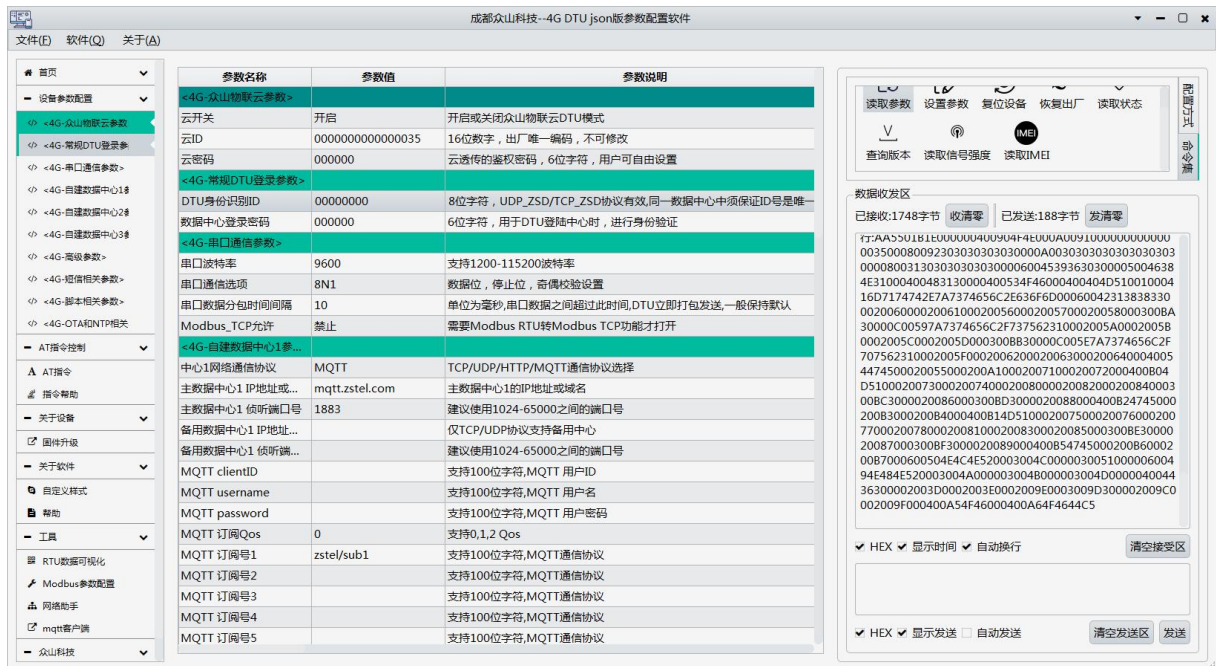 成都众山科技--4G DTU json版参数配置软件
文件(F) 软件(Q) 关于(A)
首页
设备参数配置
<4G-众山物联云参数
<4G-常规DTU登录参
<4G-串口通信参数>
<4G-自建数据中心1参
<4G-自建数据中心2参
<4G-自建数据中心3参
<4G-高级参数>
<4G-短信相关参数>
<4G-脚本相关参数>
<4G-OTA和NTP相关
AT指令控制
AT指令
指令帮助
关于设备
固件升级
关于软件
自定义样式
帮助
工具
RTU数据可视化
Modbus参数配置
网络助手
mqtt客户端
众山科技
参数名称 参数值 参数说明
<4G-众山物联云参数>
云开关 开启 开启或关闭众山物联云DTU模式
云ID 0000000000000035 16位数字，出厂唯一编码，不可修改
云密码 000000 云透传的鉴权密码，6位字符，用户可自由设置
<4G-常规DTU登录参数>
DTU身份识别ID 00000000 8位字符，UDP_ZSD/TCP_ZSD协议有效,同一数据中心中须保证ID号是唯一
数据中心登录密码 000000 6位字符，用于DTU登陆中心时，进行身份验证
<4G-串口通信参数>
串口波特率 9600 支持1200-115200波特率
串口通信选项 8N1 数据位，停止位，奇偶校验设置
串口数据分包时间间隔 10 单位为毫秒,串口数据之间超过此时间,DTU立即打包发送,一般保持默认
Modbus_TCP允许 禁止 需要Modbus RTU转Modbus TCP功能才打开
<4G-自建数据中心1参...
中心1网络通信协议 MQTT TCP/UDP/HTTP/MQTT通信协议选择
主数据中心1 IP地址或... mqtt.zstel.com 主数据中心1的IP地址或域名
主数据中心1 侦听端口号 1883 建议使用1024-65000之间的端口号
备用数据中心1 IP地址... 仅TCP/UDP协议支持备用中心
备用数据中心1 侦听端... 建议使用1024-65000之间的端口号
MQTT clientID 支持100位字符,MQTT 用户ID
MQTT username 支持100位字符,MQTT 用户名
MQTT password 支持100位字符,MQTT 用户密码
MQTT 订阅Qos 0 支持0,1,2 Qos
MQTT 订阅号1 zstel/sub1 支持100位字符,MQTT通信协议
MQTT 订阅号2 支持100位字符,MQTT通信协议
MQTT 订阅号3 支持100位字符,MQTT通信协议
MQTT 订阅号4 支持100位字符,MQTT通信协议
MQTT 订阅号5 支持100位字符,MQTT通信协议
读取参数 设置参数 复位设备 恢复出厂 读取状态
IMEI
查询版本 读取信号强度 读取IMEI
配置方式
命令集
数据收发区
已接收:1748字节 收清零 已发送:188字节 发清零
行:AA5501B1E000000400904F4E000A0091000000000000
003500080092303030303030000A0030303030303030303
0000800313030303030300006004539363030000500 4638
4E310004004831300004005 34F46000400404D510010004
16D7174742E7A7374656C2E636F6D00060042313838330
HEX 显示时间 自动换行 清空接受区
HEX 显示发送 自动发送 清空发送区 发送